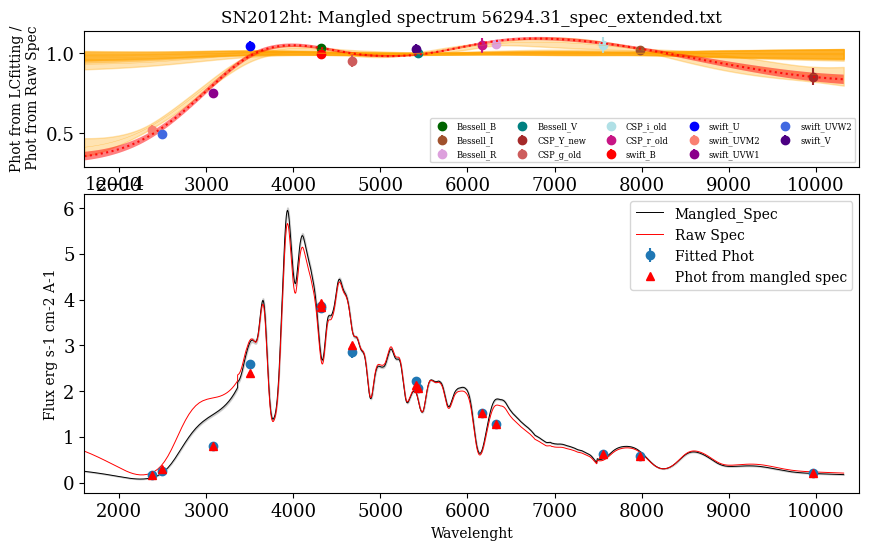 SN2012ht: Mangled spectrum 56294.31_spec_extended.txt
Phot from LCfitting /
Phot from Raw Spec
1.0
0.5
Bessell_B Bessell_V CSP_i_old swift_U swift_UVW2
Bessell_I CSP_Y_new CSP_r_old swift_UVM2 swift_V
Bessell_R CSP_g_old swift_B swift_UVW1
2000 3000 4000 5000 6000 7000 8000 9000 10000
1e−14
Flux erg s-1 cm-2 A-1
6
5
4
3
2
1
0
Mangled_Spec
Raw Spec
Fitted Phot
Phot from mangled spec
2000 3000 4000 5000 6000 7000 8000 9000 10000
Wavelenght